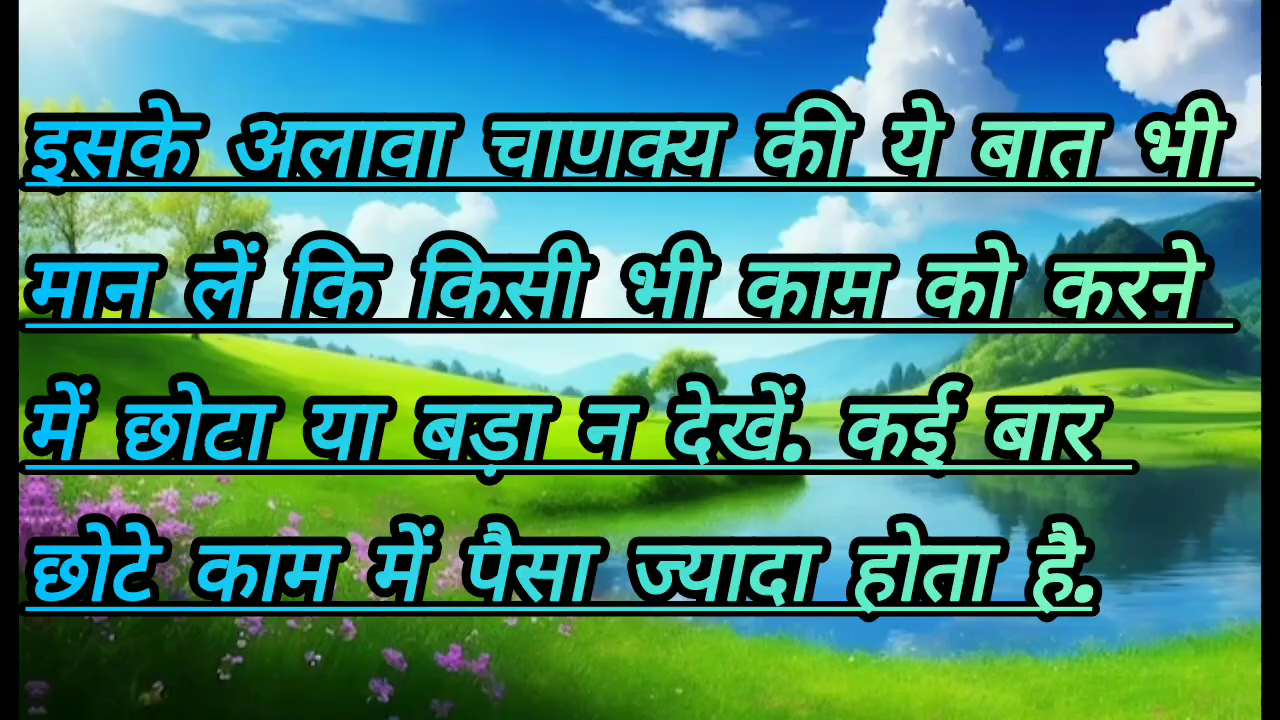 इसके अलावा चाणक्य की ये बात भी
मान लें कि किसी भी काम को करने
में छोटा या बड़ा न देखें. कई बार
छोटे काम में पैसा ज्यादा होता है.